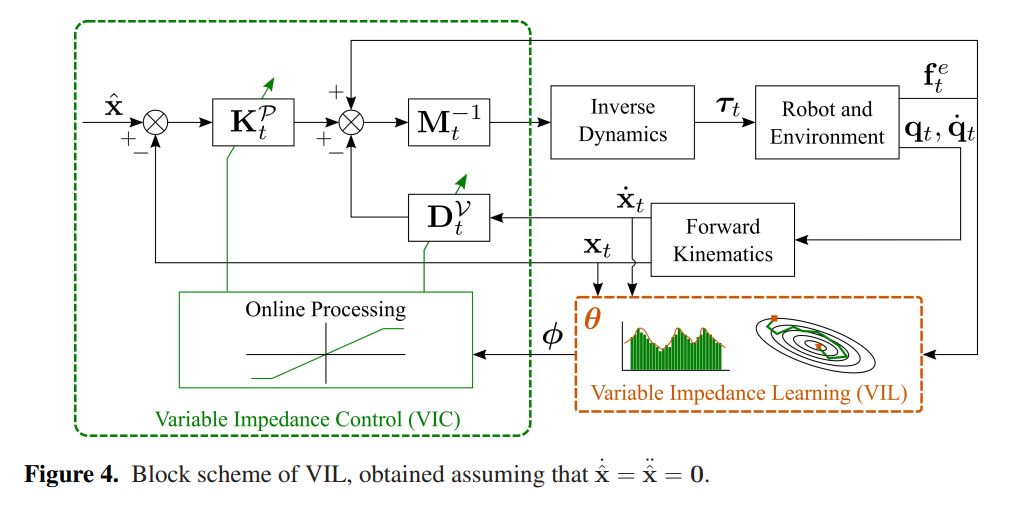 f_t^e
x̂
+
K_t^𝒫
+
M_t^{-1}
Inverse
Dynamics
τ_t
Robot and
Environment
q_t, q̇_t
+
−
−
D_t^𝒱
ẋ_t
Forward
Kinematics
x_t
Online Processing
ϕ
θ
Variable Impedance Learning (VIL)
Variable Impedance Control (VIC)
Figure 4. Block scheme of VIL, obtained assuming that x̂̇ = x̂̈ = 0.